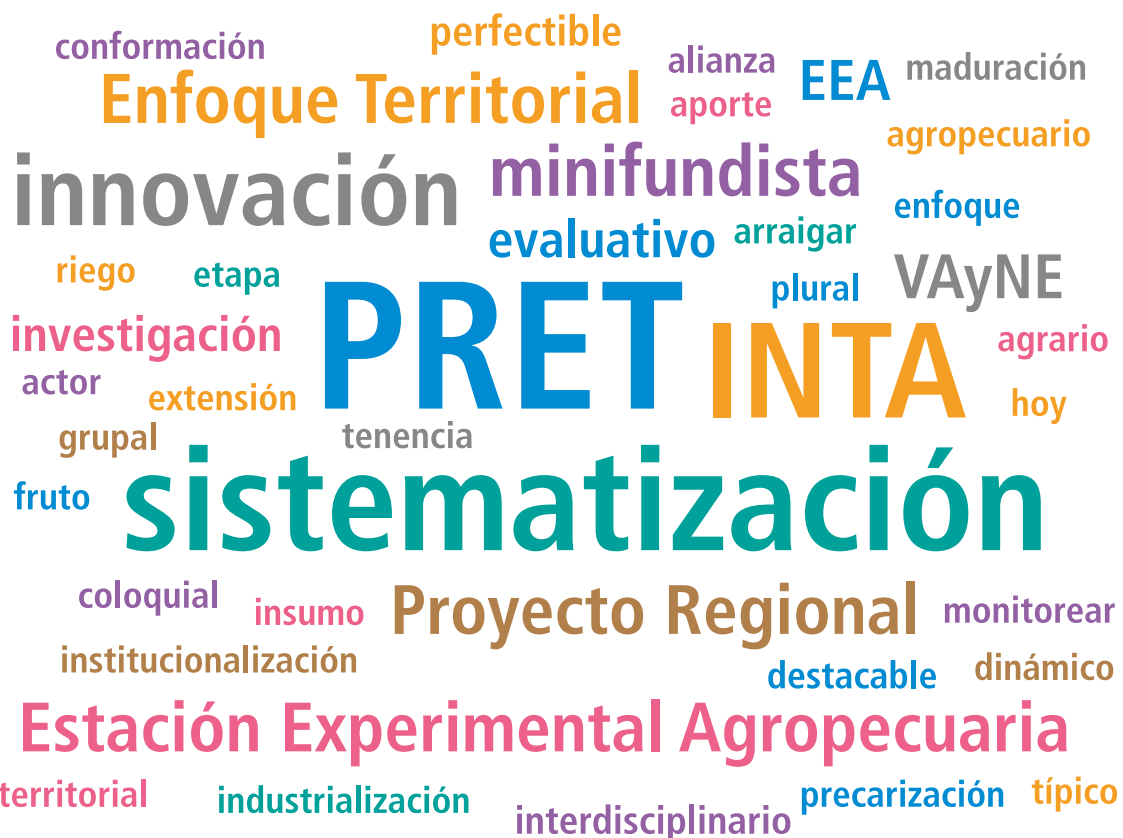 conformación
perfectible
alianza
EEA
maduración
Enfoque Territorial
aporte
agropecuario
innovación
minifundista
enfoque
evaluativo
arraigar
riego
etapa
plural
VAyNE
investigación
PRET
INTA
agrario
actor
extensión
hoy
grupal
tenencia
fruto
sistematización
coloquial
insumo
Proyecto Regional
monitorear
institucionalización
destacable
dinámico
Estación Experimental Agropecuaria
territorial
industrialización
interdisciplinario
precarización
típico